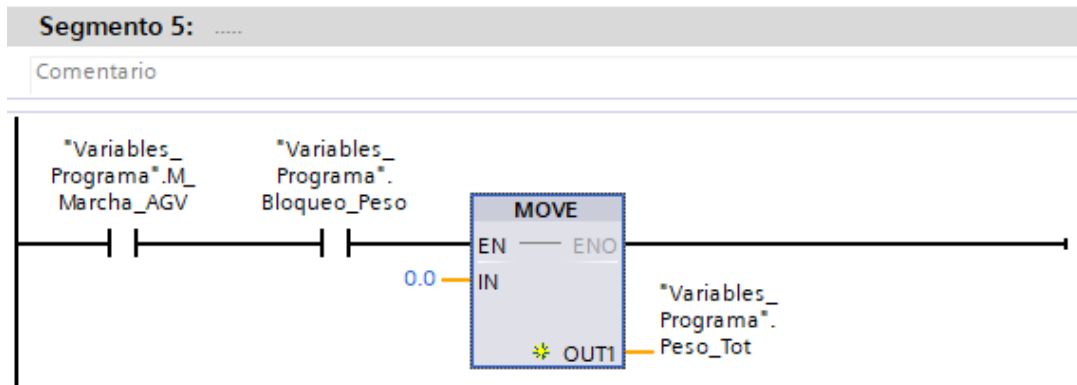 Segmento 5: .....
Comentario
"Variables_
Programa".M_
Marcha_AGV
"Variables_
Programa".
Bloqueo_Peso
MOVE
EN ENO
0.0 IN
OUT1
"Variables_
Programa".
Peso_Tot